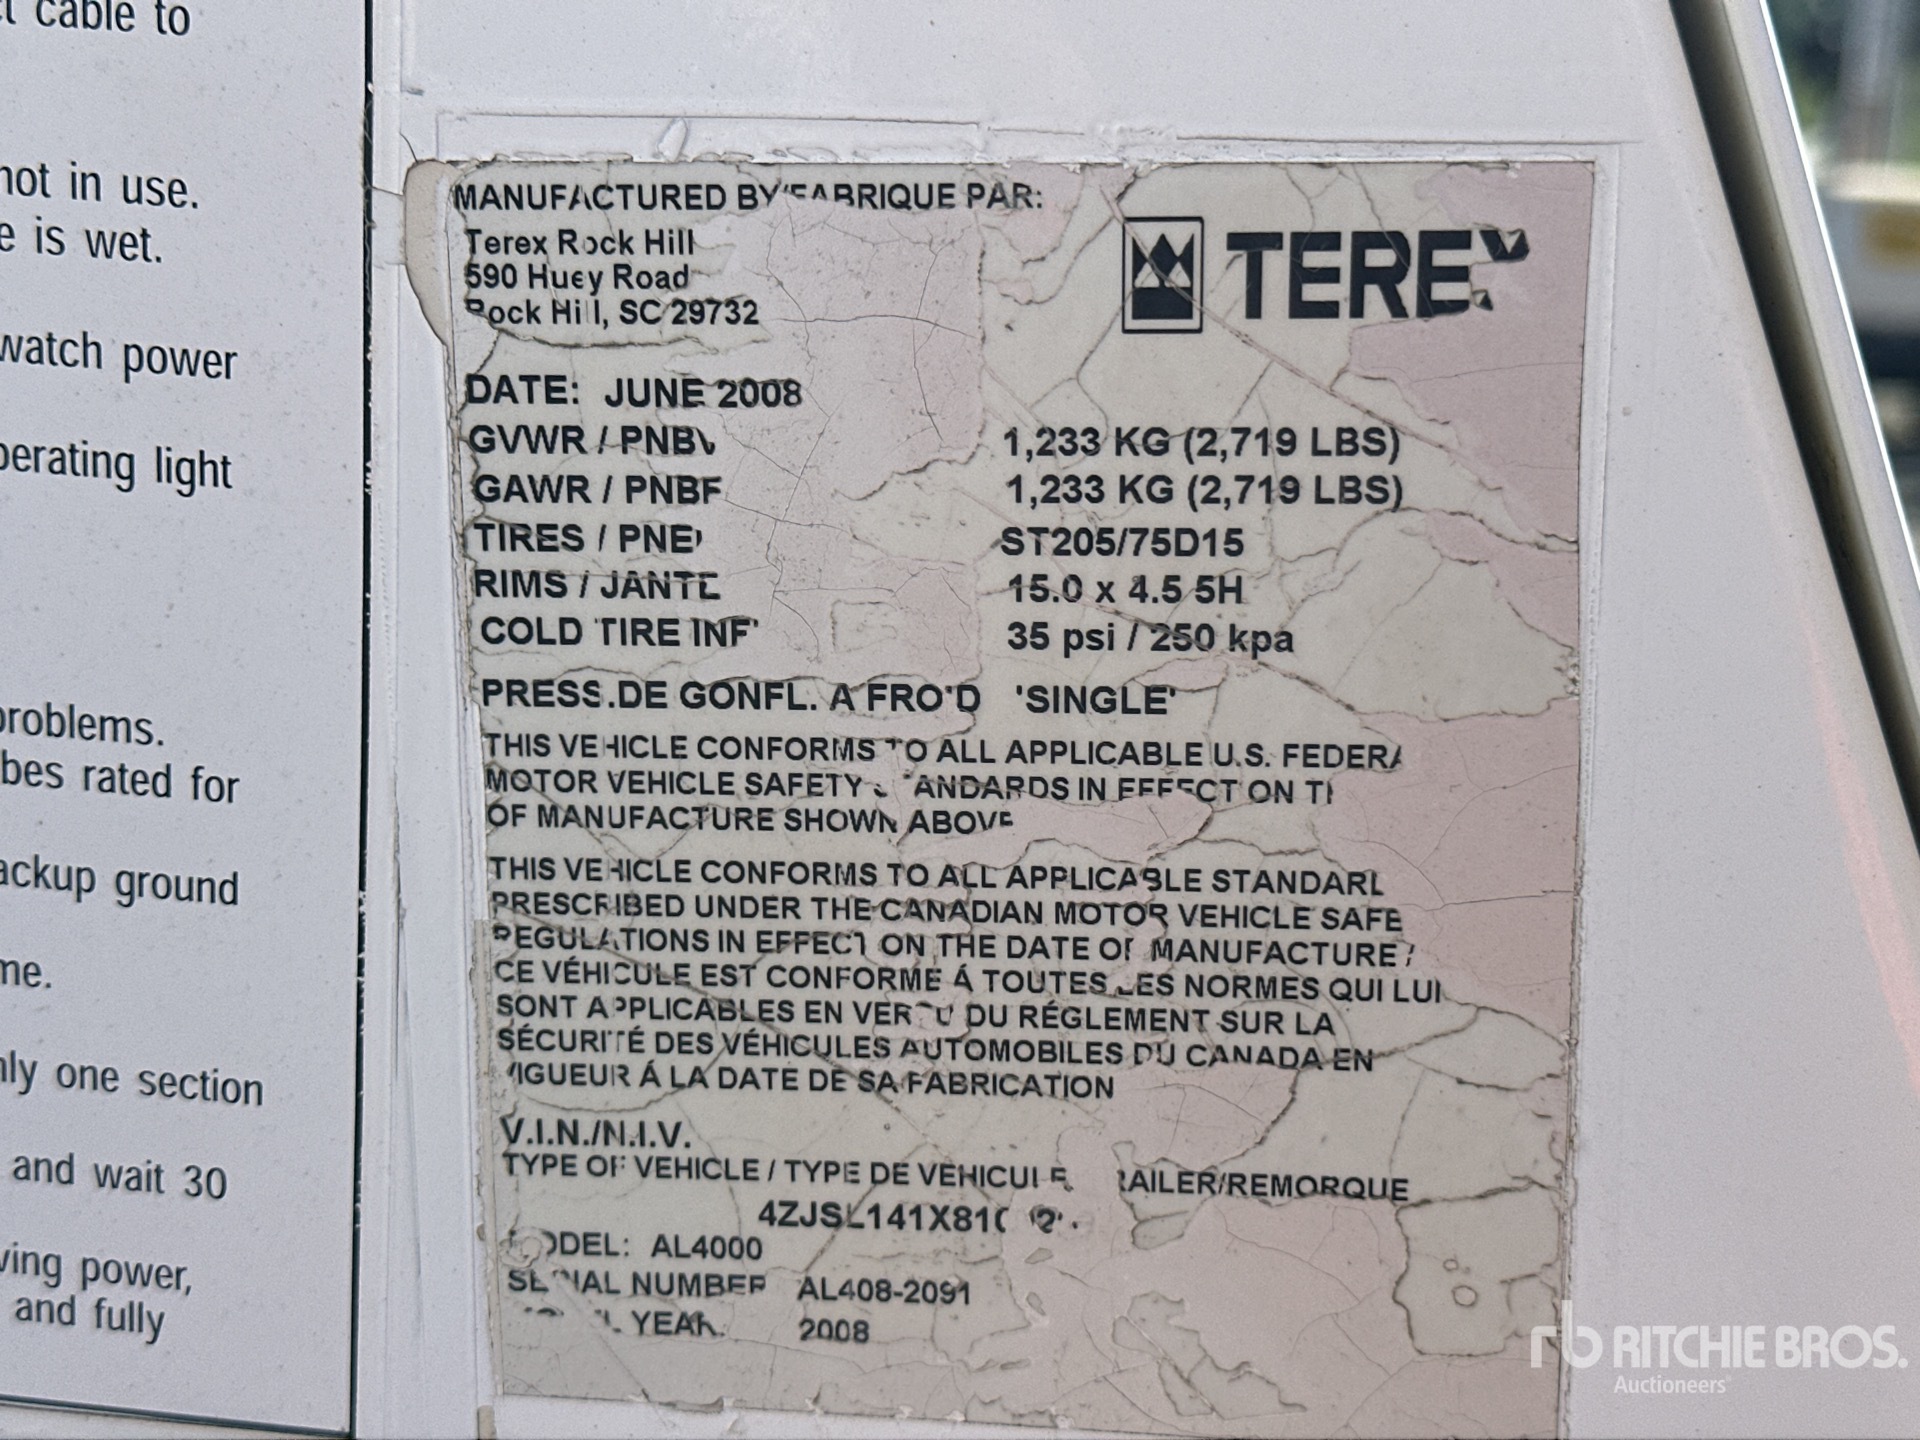 cable to
not in use.
is wet.
watch power
operating light
problems.
bes rated for
ackup ground
me.
only one section
and wait 30
ving power,
and fully
MANUFACTURED BY/FABRIQUE PAR:
Terex Rock Hill
590 Huey Road
Rock Hill, SC 29732
TEREX
DATE: JUNE 2008
GVWR / PNBV 1,233 KG (2,719 LBS)
GAWR / PNBF 1,233 KG (2,719 LBS)
TIRES / PNE ST205/75D15
RIMS / JANTE 15.0 x 4.5 5H
COLD TIRE INF 35 psi / 250 kpa
PRESS.DE GONFL. A FROID 'SINGLE'
THIS VEHICLE CONFORMS TO ALL APPLICABLE U.S. FEDERA
MOTOR VEHICLE SAFETY STANDARDS IN EFFECT ON
OF MANUFACTURE SHOWN ABOVE
THIS VEHICLE CONFORMS TO ALL APPLICABLE STANDARD
PRESCRIBED UNDER THE CANADIAN MOTOR VEHICLE SAFE
REGULATIONS IN EFFECT ON THE DATE OF MANUFACTURE /
CE VÉHICULE EST CONFORME Á TOUTES LES NORMES QUI LUI
SONT APPLICABLES EN VERTU DU RÉGLEMENT SUR LA
SÉCURITÉ DES VÉHICULES AUTOMOBILES DU CANADA EN
VIGUEUR Á LA DATE DE SA FABRICATION
V.I.N./N.I.V.
TYPE OF VEHICLE / TYPE DE VEHICULE TRAILER/REMORQUE
4ZJSL141X81
MODEL: AL4000
SERIAL NUMBER AL408-2091
MODEL YEAR: 2008
rb RITCHIE BROS.
Auctioneers